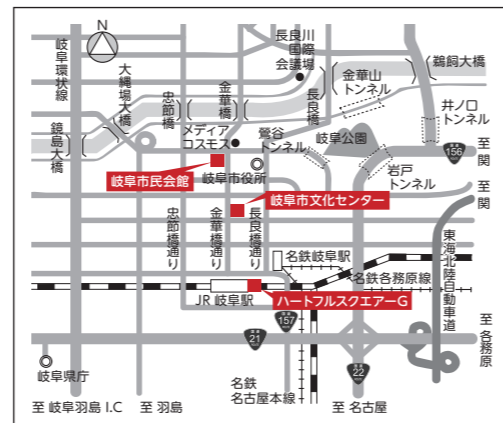 N
岐阜環状線
大縄場大橋
忠節橋
金華橋
長良川
国際
会議場
長良橋
金華山
トンネル
鵜飼大橋
井ノ口
トンネル
鏡島大橋
メディア
コスモス
鶯谷
トンネル
岐阜公園
156
至関
岐阜市民会館
岐阜市役所
岩戸
トンネル
岐阜市文化センター
至関
忠節橋通り
金華橋通り
長良橋通り
名鉄岐阜駅
名鉄各務原線
東海北陸自動車道
JR 岐阜駅
ハートフルスクエアーG
157
21
至各務原
岐阜県庁
22
名鉄
名古屋本線
至 岐阜羽島 I.C
至 羽島
至 名古屋